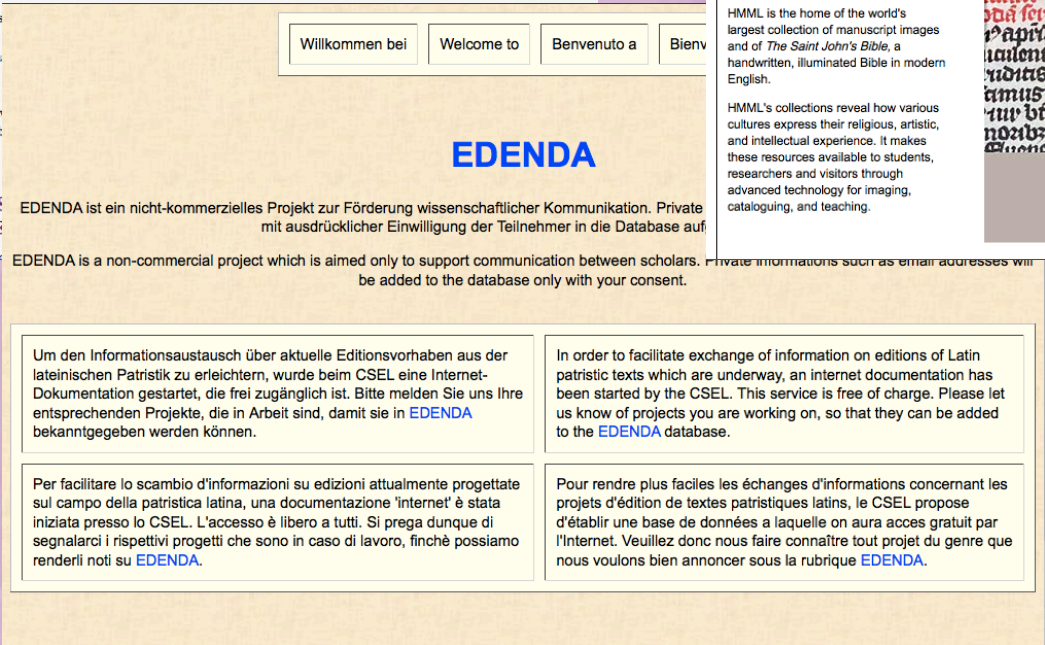 Willkommen bei
Welcome to
Benvenuto a
Bienv
HMML is the home of the world's
largest collection of manuscript images
and of The Saint John's Bible, a
handwritten, illuminated Bible in modern
English.
HMML's collections reveal how various
cultures express their religious, artistic,
and intellectual experience. It makes
these resources available to students,
researchers and visitors through
advanced technology for imaging,
cataloguing, and teaching.
EDENDA
EDENDA ist ein nicht-kommerzielles Projekt zur Förderung wissenschaftlicher Kommunikation. Private
mit ausdrücklicher Einwilligung der Teilnehmer in die Database auf
EDENDA is a non-commercial project which is aimed only to support communication between scholars. Private informations such as email addresses will
be added to the database only with your consent.
Um den Informationsaustausch über aktuelle Editionsvorhaben aus der
lateinischen Patristik zu erleichtern, wurde beim CSEL eine Internet-
Dokumentation gestartet, die frei zugänglich ist. Bitte melden Sie uns Ihre
entsprechenden Projekte, die in Arbeit sind, damit sie in EDENDA
bekanntgegeben werden können.
In order to facilitate exchange of information on editions of Latin
patristic texts which are underway, an internet documentation has
been started by the CSEL. This service is free of charge. Please let
us know of projects you are working on, so that they can be added
to the EDENDA database.
Per facilitare lo scambio d'informazioni su edizioni attualmente progettate
sul campo della patristica latina, una documentazione 'internet' è stata
iniziata presso lo CSEL. L'accesso è libero a tutti. Si prega dunque di
segnalarci i rispettivi progetti che sono in caso di lavoro, finchè possiamo
renderli noti su EDENDA.
Pour rendre plus faciles les échanges d'informations concernant les
projets d'édition de textes patristiques latins, le CSEL propose
d'établir une base de données a laquelle on aura acces gratuit par
l'Internet. Veuillez donc nous faire connaître tout projet du genre que
nous voulons bien annoncer sous la rubrique EDENDA.